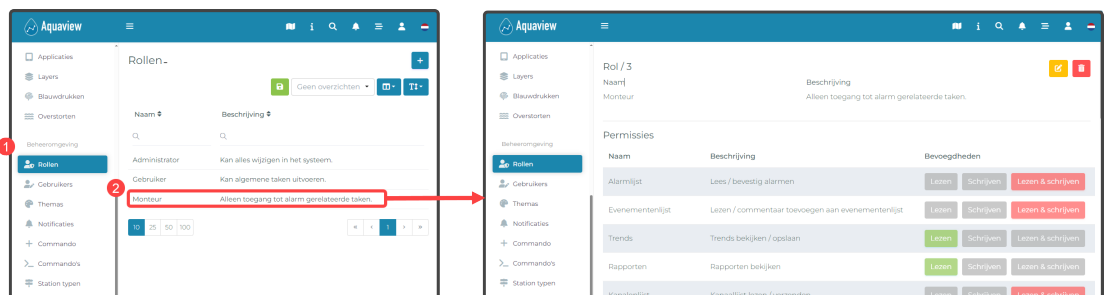 Aquaview
Applicaties
Layers
Blauwdrukken
Overstorten
Beheeromgeving
1
Rollen
Gebruikers
Themas
Notificaties
Commando
Commando's
Station typen
Rollen
Geen overzichten
Naam
Beschrijving
Administrator
Kan alles wijzigen in het systeem.
Gebruiker
Kan algemene taken uitvoeren.
2
Monteur
Alleen toegang tot alarm gerelateerde taken.
10 25 50 100
« ‹ 1 › »
Aquaview
Applicaties
Layers
Blauwdrukken
Overstorten
Beheeromgeving
Rollen
Gebruikers
Themas
Notificaties
Commando
Commando's
Station typen
Rol / 3
Naam
Beschrijving
Monteur
Alleen toegang tot alarm gerelateerde taken.
Permissies
Naam
Beschrijving
Bevoegdheden
Alarmlijst
Lees / bevestig alarmen
Lezen Schrijven Lezen & schrijven
Evenementenlijst
Lezen / commentaar toevoegen aan evenementenlijst
Lezen Schrijven Lezen & schrijven
Trends
Trends bekijken / opslaan
Lezen Schrijven Lezen & schrijven
Rapporten
Rapporten bekijken
Lezen Schrijven Lezen & schrijven